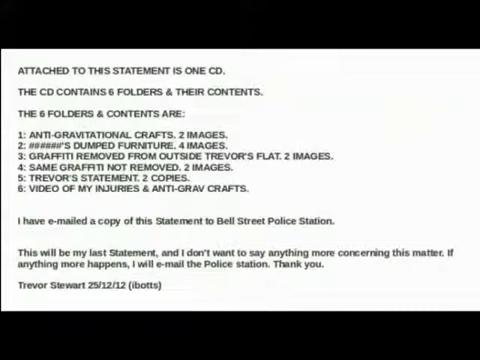 ATTACHED TO THIS STATEMENT IS ONE CD.
THE CD CONTAINS 6 FOLDERS & THEIR CONTENTS.
THE 6 FOLDERS & CONTENTS ARE:
1: ANTI-GRAVITATIONAL CRAFTS. 2 IMAGES.
2: ######'S DUMPED FURNITURE. 4 IMAGES.
3: GRAFFITI REMOVED FROM OUTSIDE TREVOR'S FLAT. 2 IMAGES.
4: SAME GRAFFITI NOT REMOVED. 2 IMAGES.
5: TREVOR'S STATEMENT. 2 COPIES.
6: VIDEO OF MY INJURIES & ANTI-GRAV CRAFTS.
I have e-mailed a copy of this Statement to Bell Street Police Station.
This will be my last Statement, and I don't want to say anything more concerning this matter. If
anything more happens, I will e-mail the Police station. Thank you.
Trevor Stewart 25/12/12 (ibotts)